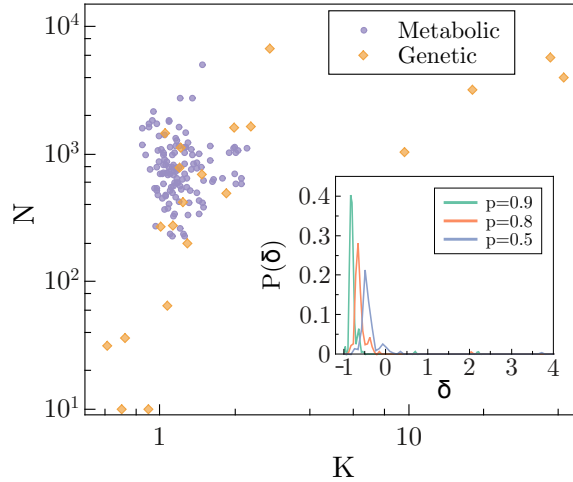 10^4
Metabolic
Genetic
10^3
N
0.4
p=0.9
0.3
p=0.8
p=0.5
P(δ)
0.2
10^2
0.1
0
-1 0 1 2 3 4
δ
10^1
1 10
K